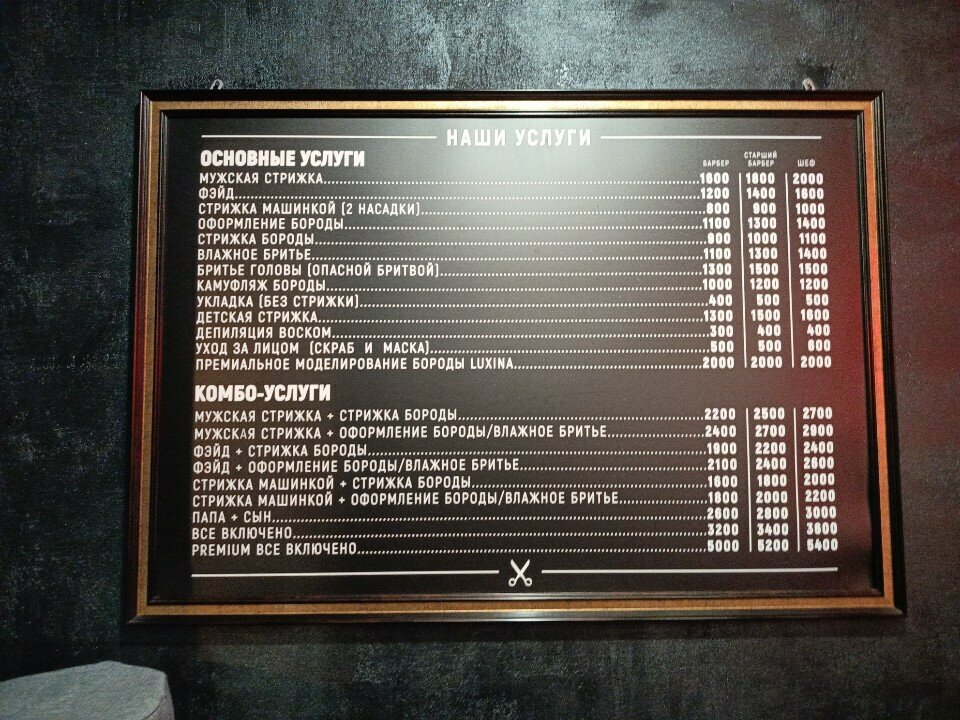 НАШИ УСЛУГИ
ОСНОВНЫЕ УСЛУГИ БАРБЕР СТАРШИЙ БАРБЕР ШЕФ
МУЖСКАЯ СТРИЖКА 1600 1800 2000
ФЭЙД 1200 1400 1600
СТРИЖКА МАШИНКОЙ (2 НАСАДКИ) 800 900 1000
ОФОРМЛЕНИЕ БОРОДЫ 1100 1300 1400
СТРИЖКА БОРОДЫ 900 1000 1100
ВЛАЖНОЕ БРИТЬЕ 1100 1300 1400
БРИТЬЕ ГОЛОВЫ (ОПАСНОЙ БРИТВОЙ) 1300 1500 1500
КАМУФЛЯЖ БОРОДЫ 1000 1200 1200
УКЛАДКА (БЕЗ СТРИЖКИ) 400 500 500
ДЕТСКАЯ СТРИЖКА 1300 1500 1600
ДЕПИЛЯЦИЯ ВОСКОМ 300 400 400
УХОД ЗА ЛИЦОМ (СКРАБ И МАСКА) 500 500 600
ПРЕМИАЛЬНОЕ МОДЕЛИРОВАНИЕ БОРОДЫ LUXINA 2000 2000 2000
КОМБО-УСЛУГИ
МУЖСКАЯ СТРИЖКА + СТРИЖКА БОРОДЫ 2200 2500 2700
МУЖСКАЯ СТРИЖКА + ОФОРМЛЕНИЕ БОРОДЫ/ВЛАЖНОЕ БРИТЬЕ 2400 2700 2900
ФЭЙД + СТРИЖКА БОРОДЫ 1900 2200 2400
ФЭЙД + ОФОРМЛЕНИЕ БОРОДЫ/ВЛАЖНОЕ БРИТЬЕ 2100 2400 2600
СТРИЖКА МАШИНКОЙ + СТРИЖКА БОРОДЫ 1600 1800 2000
СТРИЖКА МАШИНКОЙ + ОФОРМЛЕНИЕ БОРОДЫ/ВЛАЖНОЕ БРИТЬЕ 1800 2000 2200
ПАПА + СЫН 2600 2800 3000
ВСЕ ВКЛЮЧЕНО 3200 3400 3600
PREMIUM ВСЕ ВКЛЮЧЕНО 5000 5200 5400